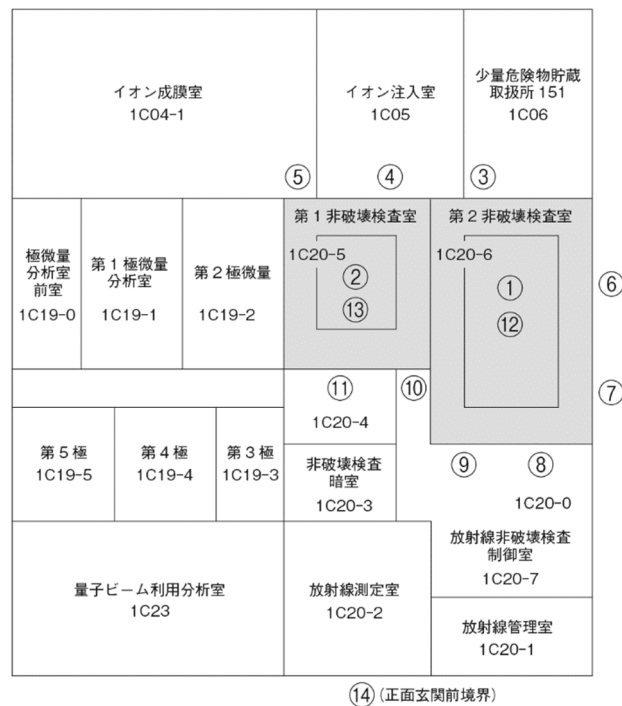 イオン成膜室
1C04-1
イオン注入室
1C05
少量危険物貯蔵
取扱所 151
1C06
⑤
④
③
極微量
分析室
前室
1C19-0
第1極微量
分析室
1C19-1
第2極微量
1C19-2
第1非破壊検査室
1C20-5
②
⑬
第2非破壊検査室
1C20-6
①
⑫
⑥
⑦
⑪
1C20-4
⑩
第5極
1C19-5
第4極
1C19-4
第3極
1C19-3
非破壊検査
暗室
1C20-3
⑨
⑧
1C20-0
放射線非破壊検査
制御室
1C20-7
量子ビーム利用分析室
1C23
放射線測定室
1C20-2
放射線管理室
1C20-1
⑭(正面玄関前境界)